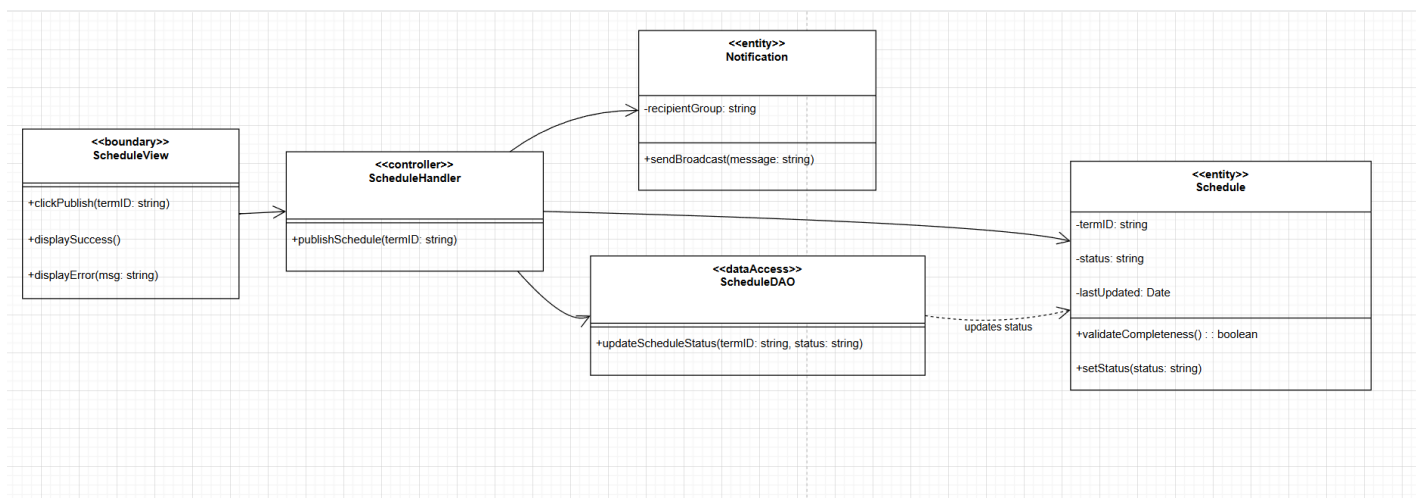 <<boundary>>
ScheduleView
+clickPublish(termID: string)
+displaySuccess()
+displayError(msg: string)
<<controller>>
ScheduleHandler
+publishSchedule(termID: string)
<<entity>>
Notification
-recipientGroup: string
+sendBroadcast(message: string)
<<dataAccess>>
ScheduleDAO
+updateScheduleStatus(termID: string, status: string)
updates status
<<entity>>
Schedule
-termID: string
-status: string
-lastUpdated: Date
+validateCompleteness() : : boolean
+setStatus(status: string)